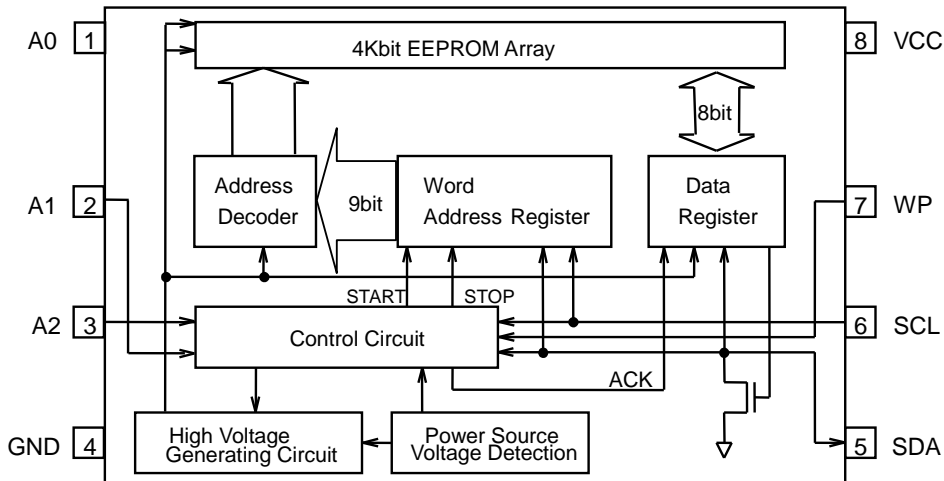 A0 1
4Kbit EEPROM Array
8 VCC
8bit
A1 2
Address
Decoder
9bit
Word
Address Register
Data
Register
7 WP
START
STOP
A2 3
Control Circuit
6 SCL
ACK
GND 4
High Voltage
Generating Circuit
Power Source
Voltage Detection
5 SDA